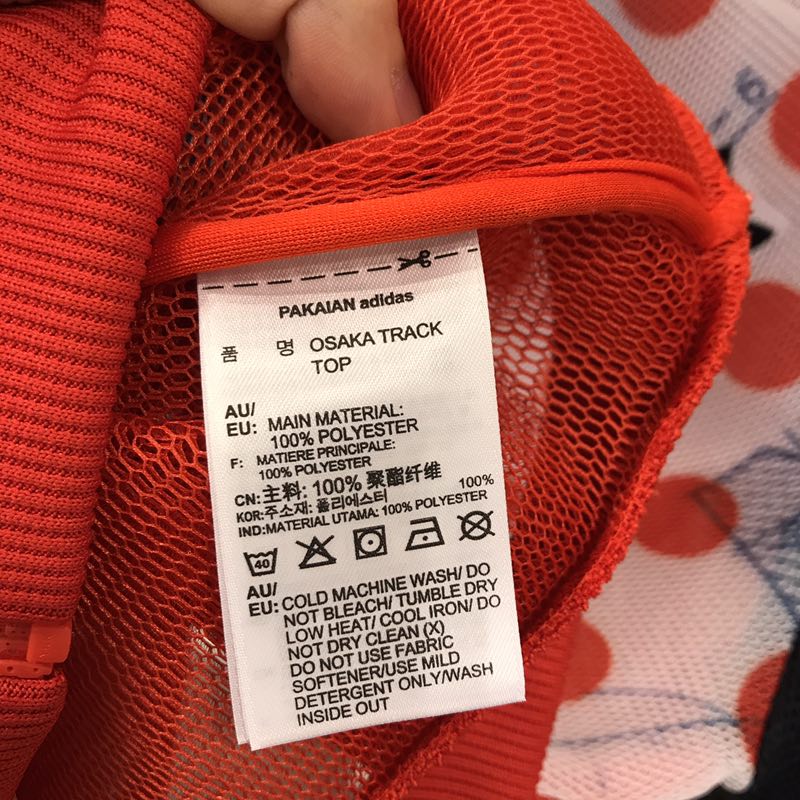 PAKAIAN adidas
품 명 OSAKA TRACK
TOP
AU/
EU: MAIN MATERIAL:
100% POLYESTER
F: MATIERE PRINCIPALE:
100% POLYESTER
CN:主料: 100% 聚酯纤维
KOR:주소재: 폴리에스터 100%
IND:MATERIAL UTAMA: 100% POLYESTER
40
AU/
EU: COLD MACHINE WASH/ DO
NOT BLEACH/ TUMBLE DRY
LOW HEAT/ COOL IRON/ DO
NOT DRY CLEAN (X)
DO NOT USE FABRIC
SOFTENER/USE MILD
DETERGENT ONLY/WASH
INSIDE OUT
6